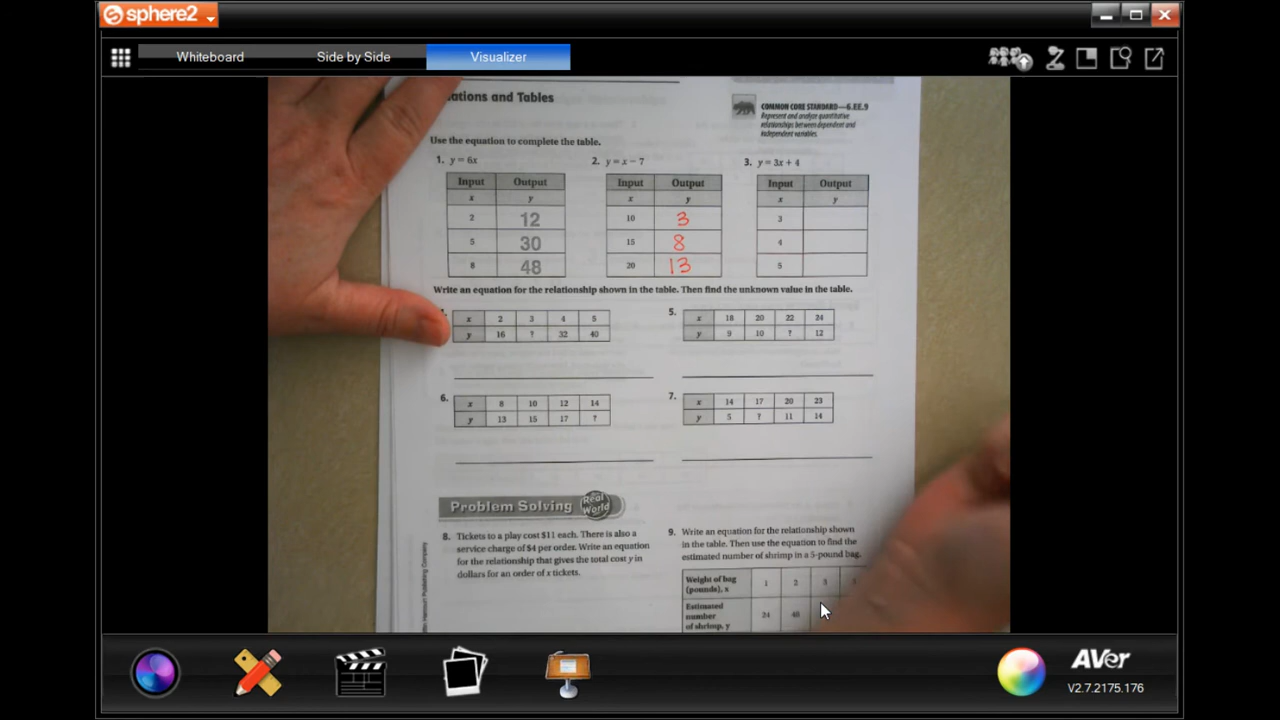 sphere2
Whiteboard
Side by Side
Visualizer
ations and Tables
COMMON CORE STANDARD—6.EE.9
Represent and analyze quantitative
relationships between dependent and
independent variables.
Use the equation to complete the table.
1. y = 6x
Input Output
x y
2 12
5 30
8 48
2. y = x − 7
Input Output
x y
10 3
15 8
20 13
3. y = 3x + 4
Input Output
x y
3
4
5
Write an equation for the relationship shown in the table. Then find the unknown value in the table.
x 2 3 4 5
y 16 ? 32 40
5.
x 18 20 22 24
y 9 10 ? 12
6.
x 8 10 12 14
y 13 15 17 ?
7.
x 14 17 20 23
y 5 ? 11 14
Problem Solving Real World
8. Tickets to a play cost $11 each. There is also a
service charge of $4 per order. Write an equation
for the relationship that gives the total cost y in
dollars for an order of x tickets.
9. Write an equation for the relationship shown
in the table. Then use the equation to find the
estimated number of shrimp in a 5-pound bag.
Weight of bag
(pounds), x
1 2 3
Estimated
number
of shrimp, y
24 48
Harcourt Publishing Company
AVer
V2.7.2175.176